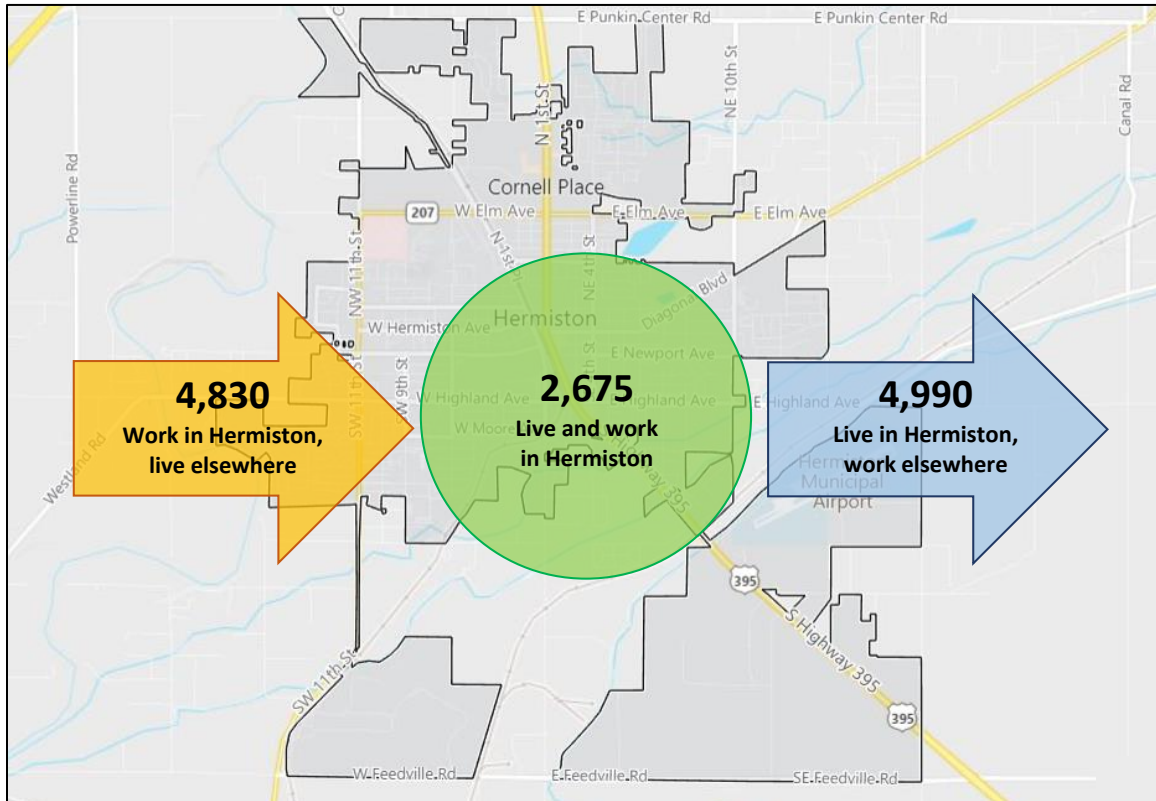 E Punkin Center Rd
E Punkin Center Rd
N 1st St
NE 10th St
Canal Rd
Powerline Rd
Cornell Place
207
W Elm Ave
E Elm Ave
E Elm Ave
N 1st Pl
NE 4th St
NW 11th St
Diagonal Blvd
Hermiston
W Hermiston Ave
E Newport Ave
4,830
Work in Hermiston,
live elsewhere
2,675
Live and work
in Hermiston
4,990
Live in Hermiston,
work elsewhere
SW 11th St
SW 9th St
W Highland Ave
E Highland Ave
E Highland Ave
W Moore
Westland Rd
Highway 395
Municipal
Airport
395
S Highway 395
395
SW 11th St
W Feedville Rd
E Feedville Rd
SE Feedville Rd